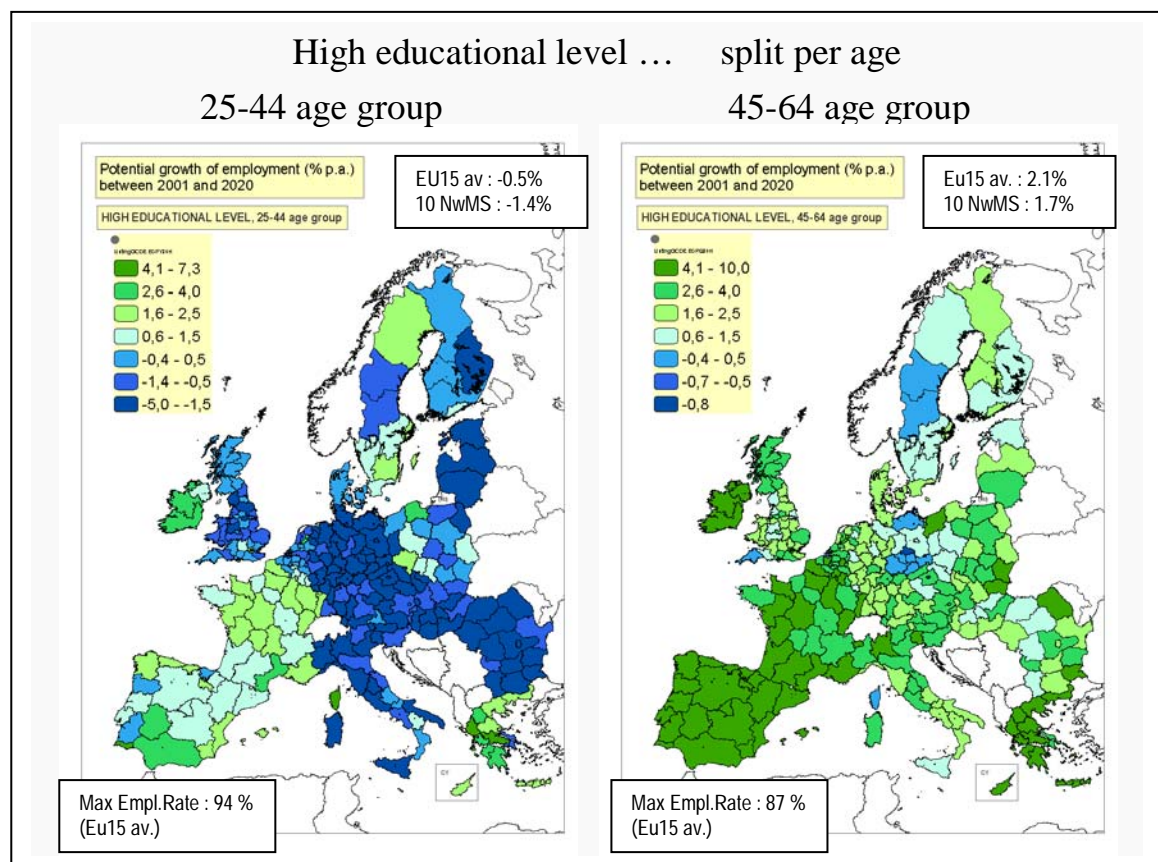 High educational level … split per age
25-44 age group
45-64 age group
Potential growth of employment (% p.a.)
between 2001 and 2020
EU15 av : -0.5%
10 NwMS : -1.4%
HIGH EDUCATIONAL LEVEL, 25-44 age group
4,1 - 7,3
2,6 - 4,0
1,6 - 2,5
0,6 - 1,5
-0,4 - 0,5
-1,4 - -0,5
-5,0 - -1,5
CY
Max Empl.Rate : 94 %
(Eu15 av.)
Potential growth of employment (% p.a.)
between 2001 and 2020
Eu15 av. : 2.1%
10 NwMS : 1.7%
HIGH EDUCATIONAL LEVEL, 45-64 age group
4,1 - 10,0
2,6 - 4,0
1,6 - 2,5
0,6 - 1,5
-0,4 - 0,5
-0,7 - -0,5
-0,8
CY
Max Empl.Rate : 87 %
(Eu15 av.)